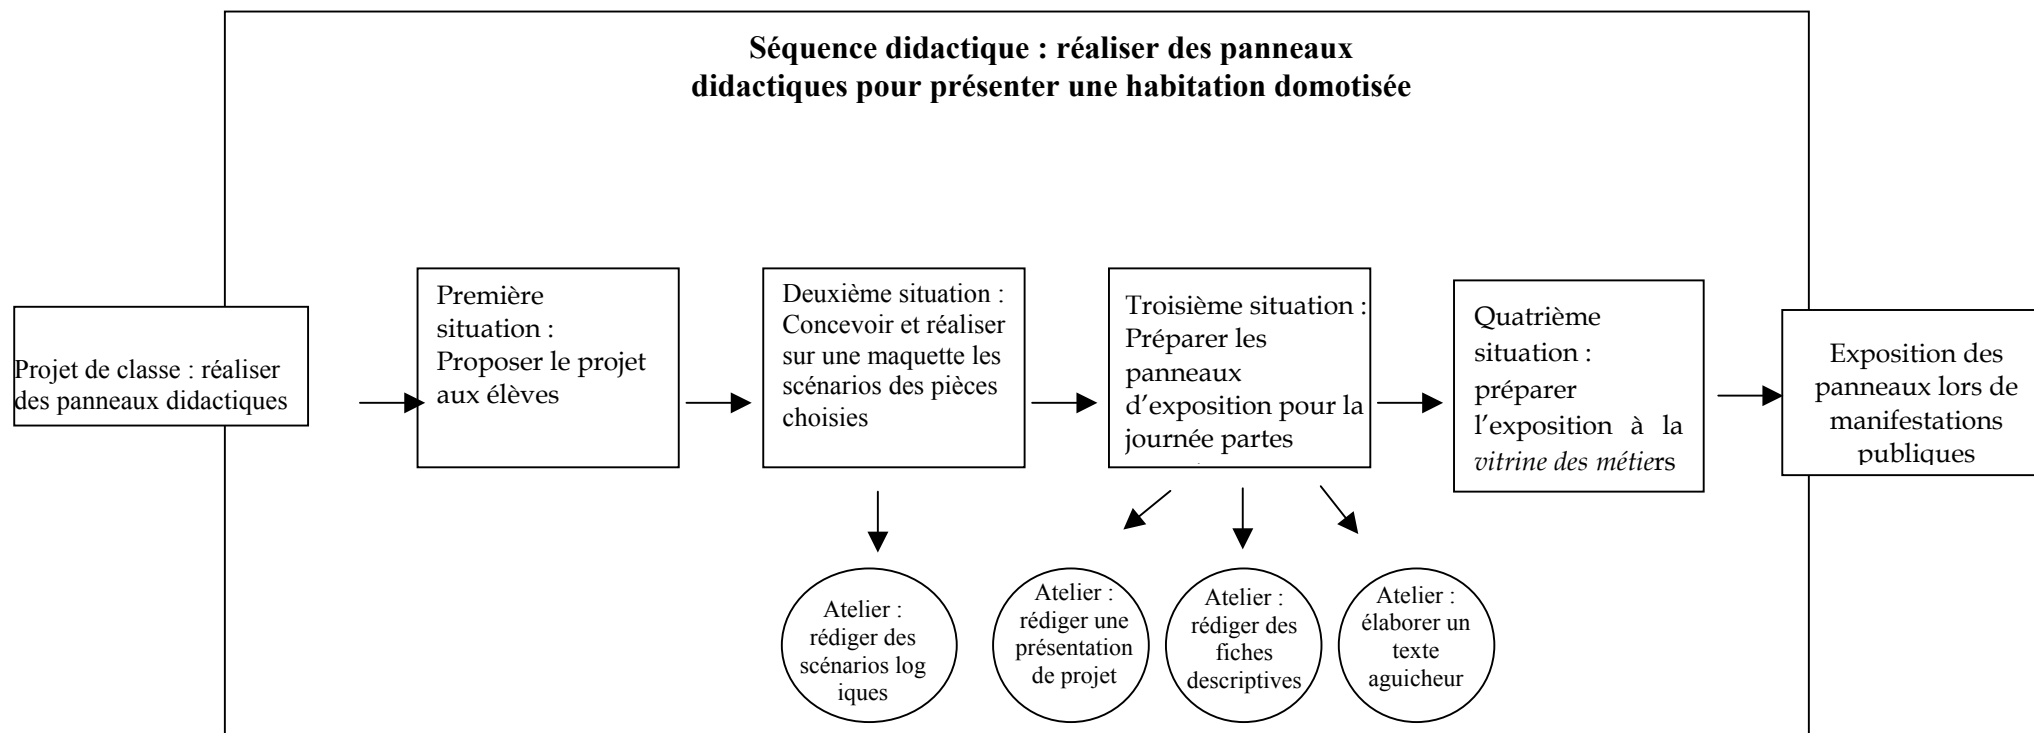 Séquence didactique : réaliser des panneaux
didactiques pour présenter une habitation domotisée
Projet de classe : réaliser
des panneaux didactiques
Première
situation :
Proposer le projet
aux élèves
Deuxième situation :
Concevoir et réaliser
sur une maquette les
scénarios des pièces
choisies
Troisième situation :
Préparer les
panneaux
d'exposition pour la
journée partes
Quatrième
situation :
préparer
l'exposition à la
vitrine des métiers
Exposition des
panneaux lors de
manifestations
publiques
Atelier :
rédiger des
scénarios log
iques
Atelier :
rédiger une
présentation
de projet
Atelier :
rédiger des
fiches
descriptives
Atelier :
élaborer un
texte
aguicheur